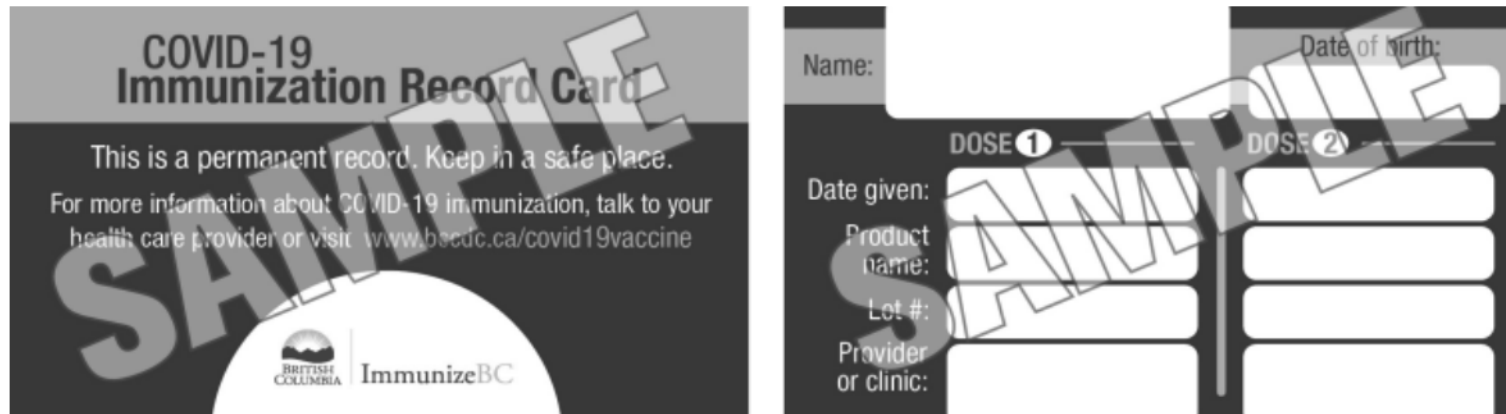 COVID-19
Immunization Record Card
This is a permanent record. Keep in a safe place.
For more information about COVID-19 immunization, talk to your
health care provider or visit www.bccdc.ca/covid19vaccine
BRITISH
COLUMBIA
ImmunizeBC
SAMPLE
Name:
Date of birth:
DOSE 1
DOSE 2
Date given:
Product
name:
Lot #:
Provider
or clinic:
SAMPLE